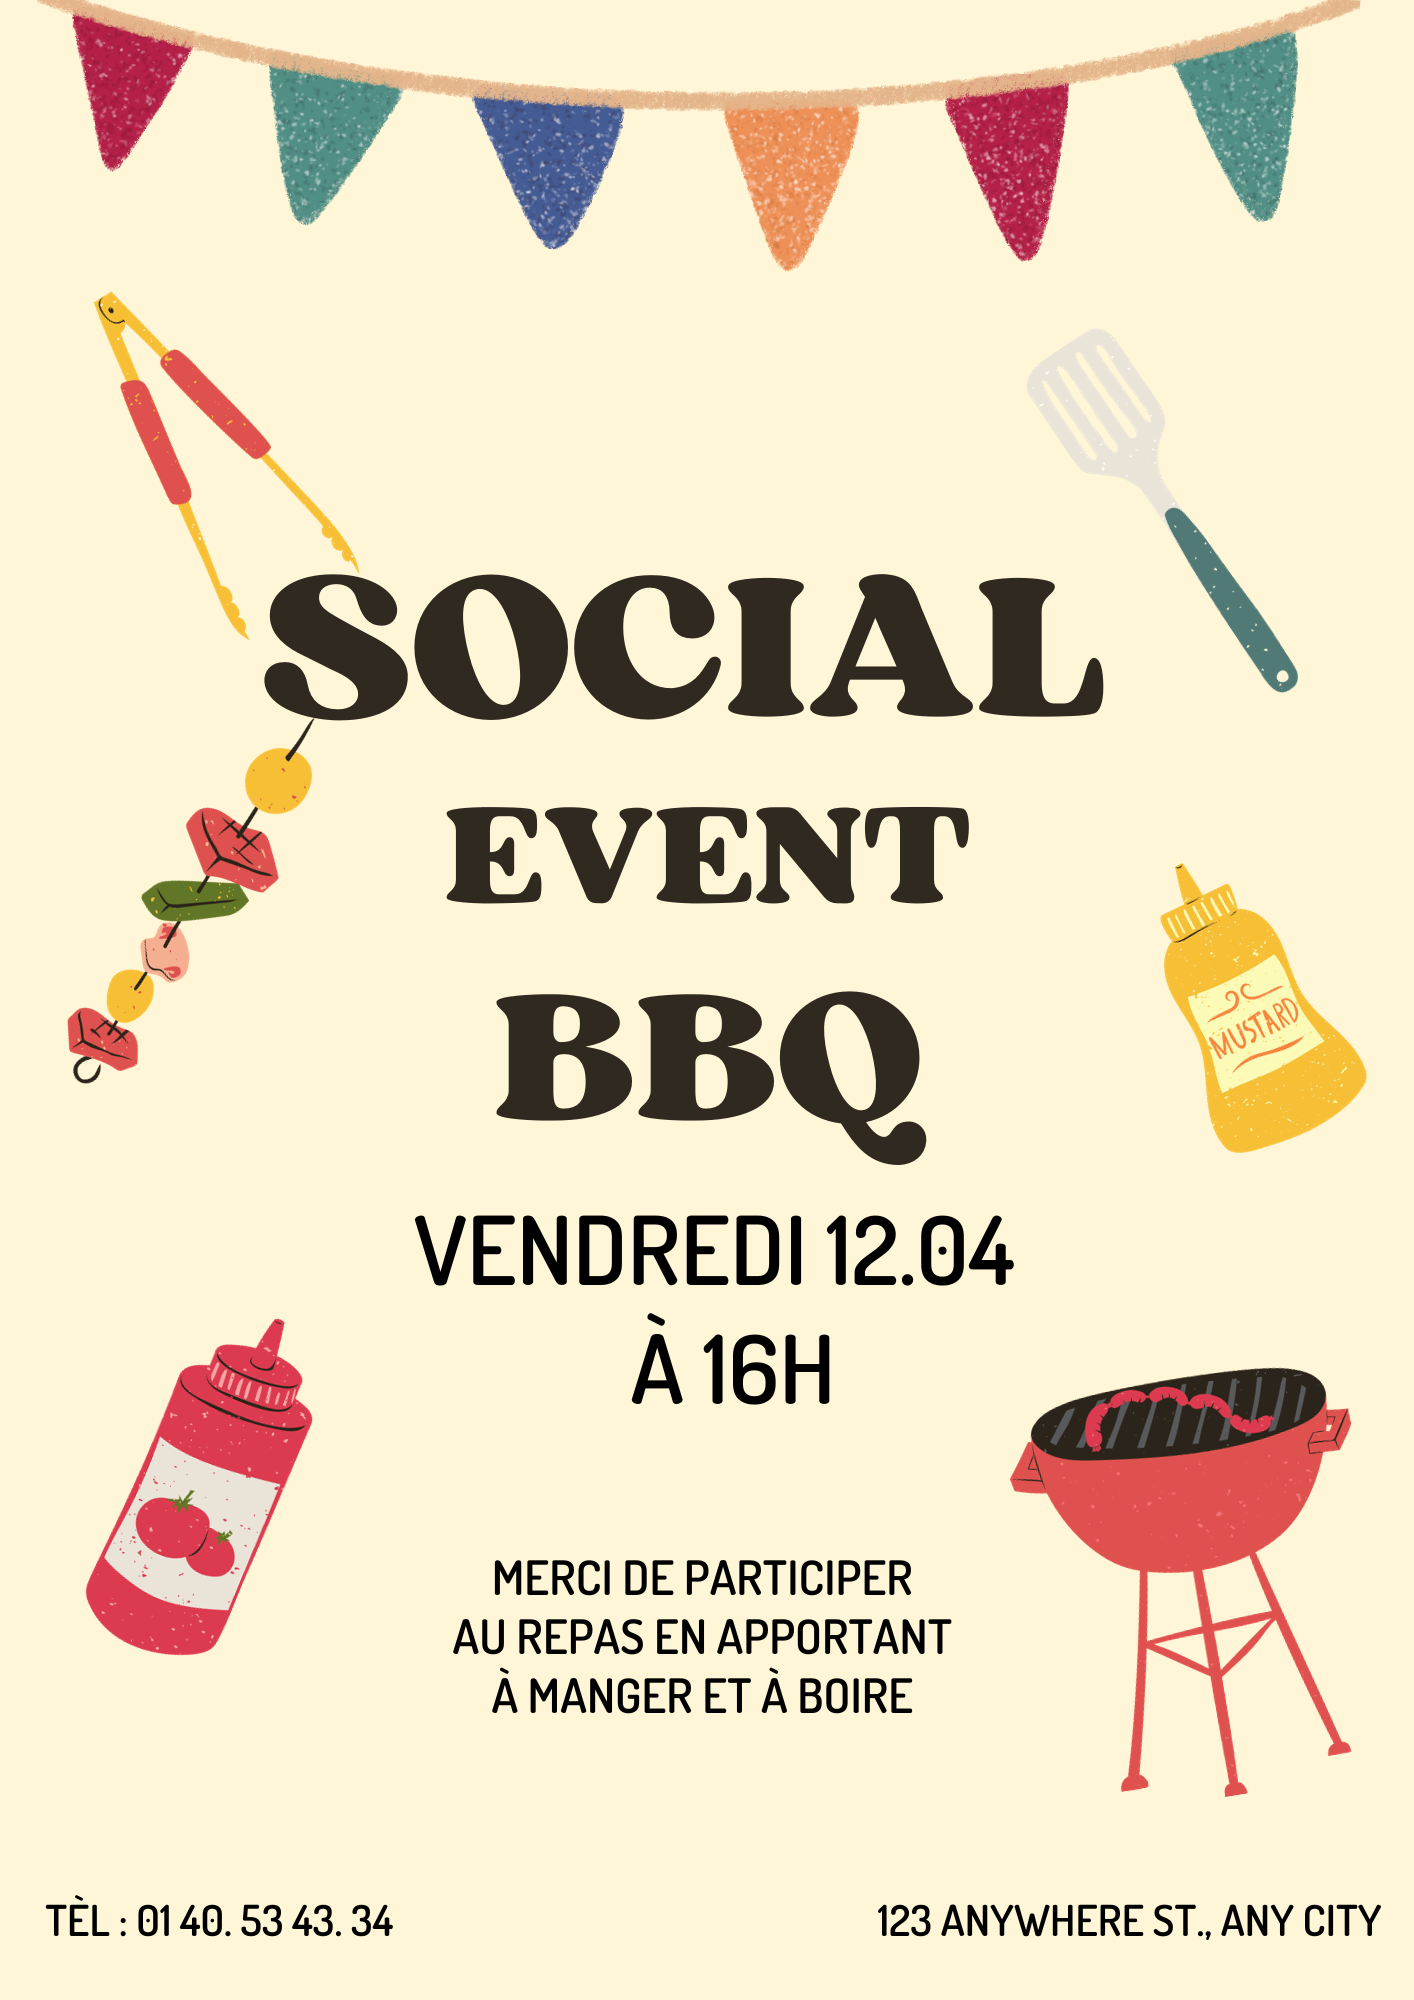 SOCIAL
EVENT
BBQ
MUSTARD
VENDREDI 12.04
À 16H
MERCI DE PARTICIPER
AU REPAS EN APPORTANT
À MANGER ET À BOIRE
TÈL : 01 40. 53 43. 34
123 ANYWHERE ST., ANY CITY